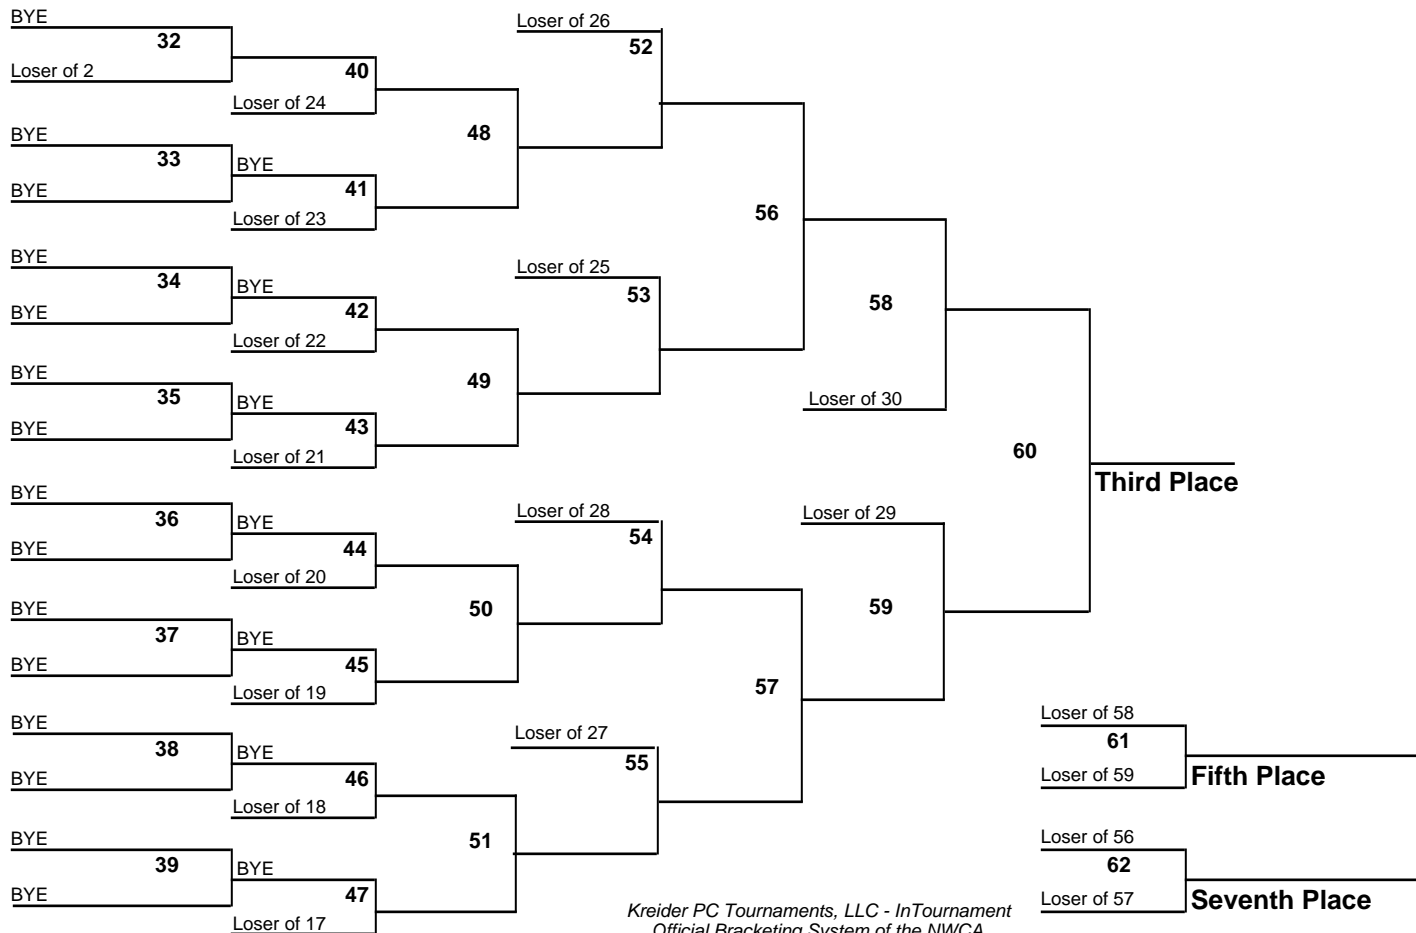 BYE
32
Loser of 2
40
Loser of 24
BYE
33
BYE
BYE
41
Loser of 23
48
BYE
34
BYE
BYE
42
Loser of 22
BYE
35
BYE
BYE
43
Loser of 21
49
BYE
36
BYE
BYE
44
Loser of 20
BYE
37
BYE
BYE
45
Loser of 19
50
BYE
38
BYE
BYE
46
Loser of 18
BYE
39
BYE
BYE
47
Loser of 17
51
Loser of 26
52
Loser of 25
53
56
58
Loser of 30
Loser of 28
54
Loser of 27
55
57
Loser of 29
59
60
Third Place
Loser of 58
61
Loser of 59
Fifth Place
Loser of 56
62
Loser of 57
Seventh Place
Kreider PC Tournaments, LLC - InTournament
Official Bracketing System of the NWCA